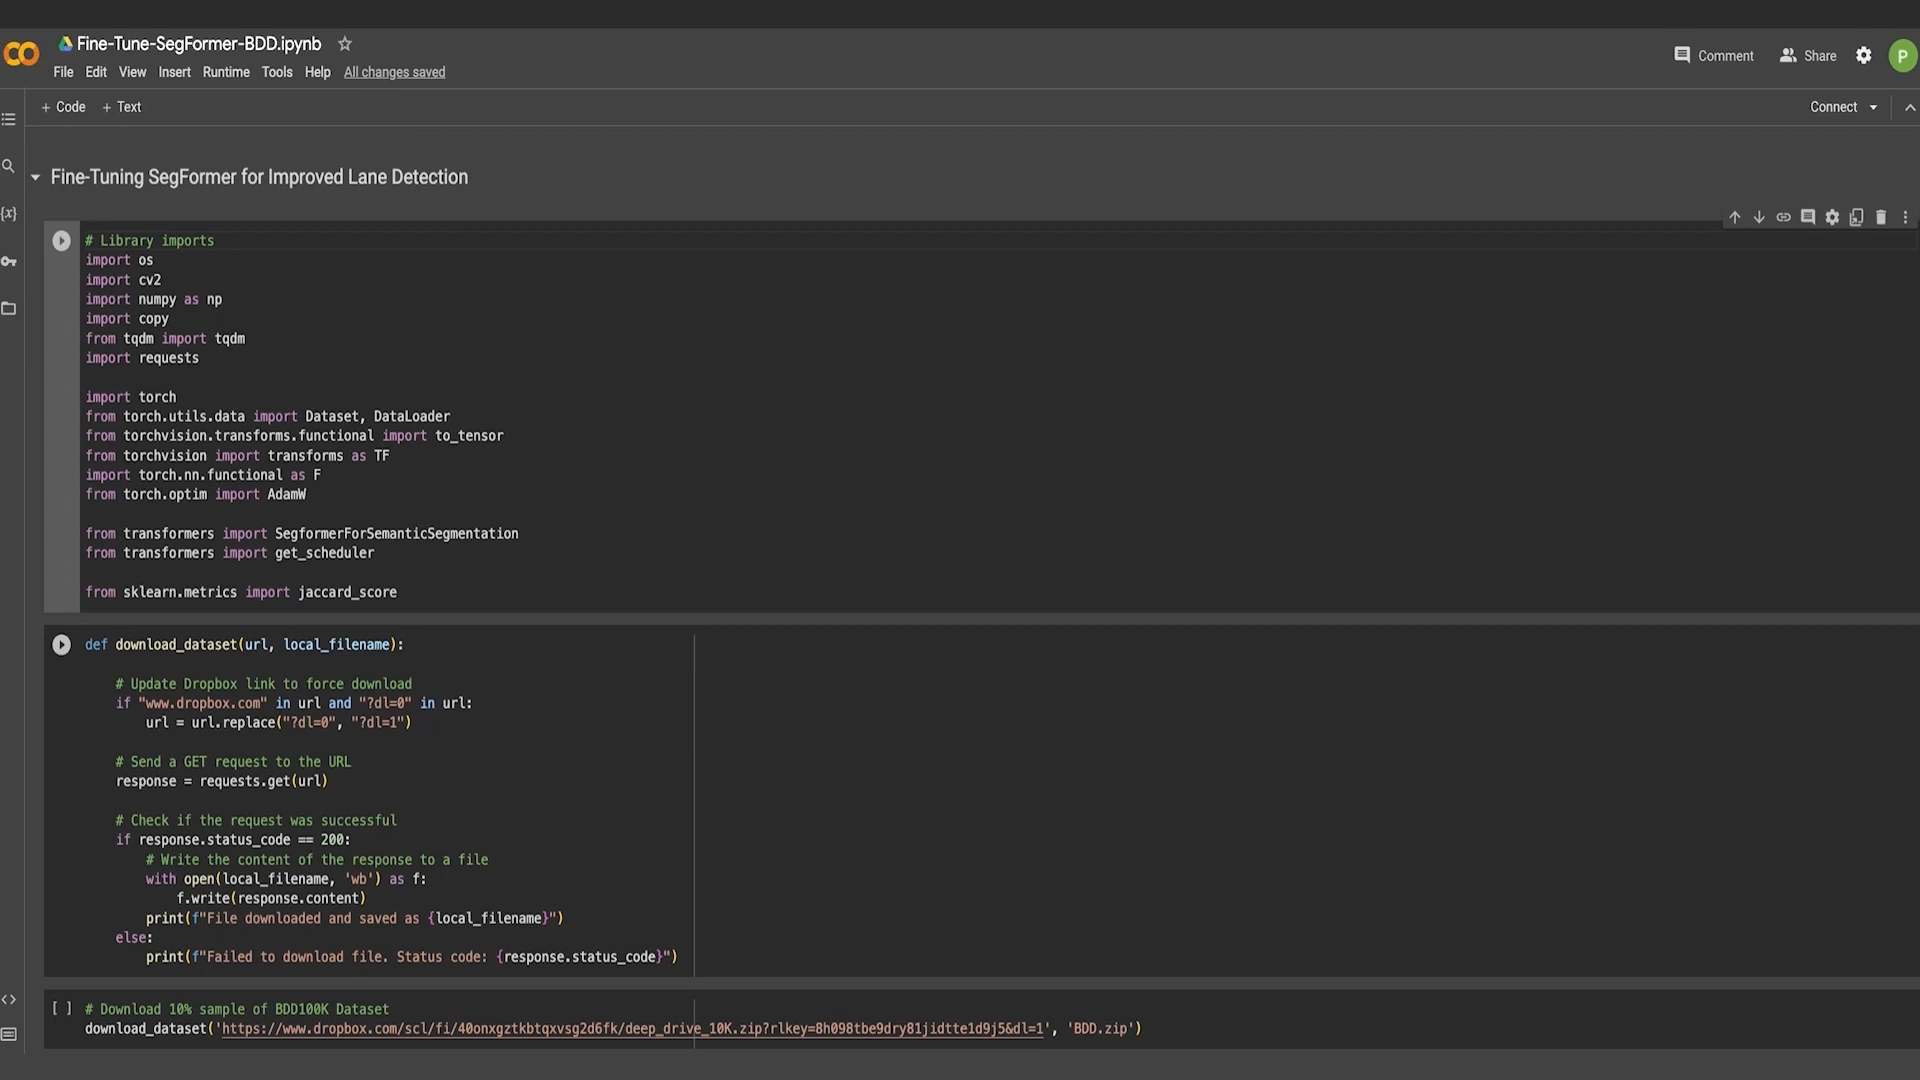 Fine-Tune-SegFormer-BDD.ipynb
File Edit View Insert Runtime Tools Help All changes saved
Comment Share P
+ Code + Text Connect
Fine-Tuning SegFormer for Improved Lane Detection
# Library imports
import os
import cv2
import numpy as np
import copy
from tqdm import tqdm
import requests
import torch
from torch.utils.data import Dataset, DataLoader
from torchvision.transforms.functional import to_tensor
from torchvision import transforms as TF
import torch.nn.functional as F
from torch.optim import AdamW
from transformers import SegformerForSemanticSegmentation
from transformers import get_scheduler
from sklearn.metrics import jaccard_score
def download_dataset(url, local_filename):
# Update Dropbox link to force download
if "www.dropbox.com" in url and "?dl=0" in url:
url = url.replace("?dl=0", "?dl=1")
# Send a GET request to the URL
response = requests.get(url)
# Check if the request was successful
if response.status_code == 200:
# Write the content of the response to a file
with open(local_filename, 'wb') as f:
f.write(response.content)
print(f"File downloaded and saved as {local_filename}")
else:
print(f"Failed to download file. Status code: {response.status_code}")
[ ] # Download 10% sample of BDD100K Dataset
download_dataset('https://www.dropbox.com/scl/fi/40onxgztkbtqxvsg2d6fk/deep_drive_10K.zip?rlkey=8h098tbe9dry81jidtte1d9j5&dl=1', 'BDD.zip')